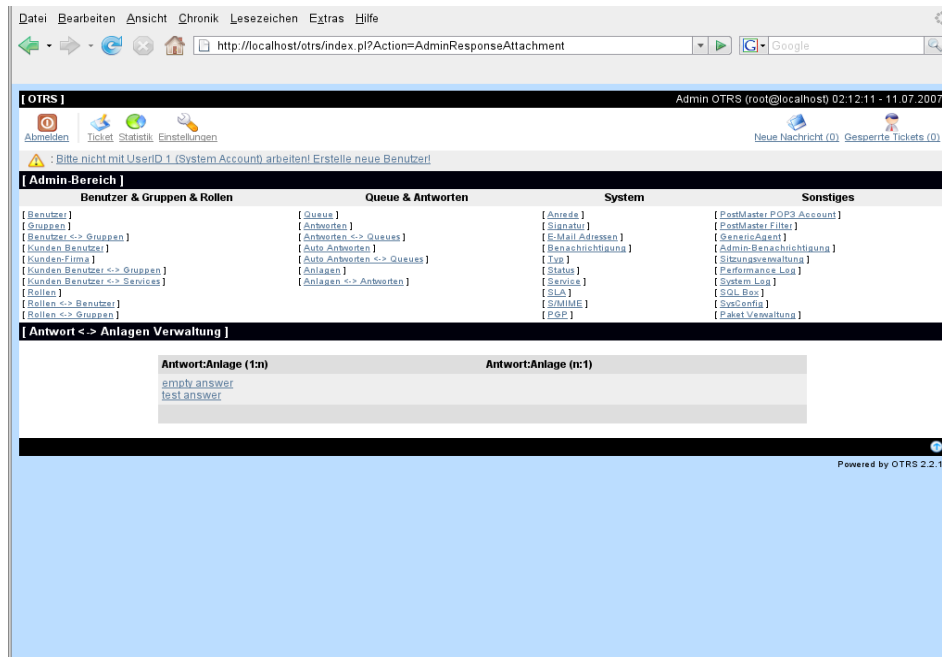 Datei Bearbeiten Ansicht Chronik Lesezeichen Extras Hilfe
http://localhost/otrs/index.pl?Action=AdminResponseAttachment
G Google
[ OTRS ] Admin OTRS (root@localhost) 02:12:11 - 11.07.2007
Abmelden Ticket Statistik Einstellungen Neue Nachricht (0) Gesperrte Tickets (0)
: Bitte nicht mit UserID 1 (System Account) arbeiten! Erstelle neue Benutzer!
[ Admin-Bereich ]
Benutzer & Gruppen & Rollen Queue & Antworten System Sonstiges
[ Benutzer ] [ Queue ] [ Anrede ] [ PostMaster POP3 Account ]
[ Gruppen ] [ Antworten ] [ Signatur ] [ PostMaster Filter ]
[ Benutzer <-> Gruppen ] [ Antworten <-> Queues ] [ E-Mail Adressen ] [ GenericAgent ]
[ Kunden Benutzer ] [ Auto Antworten ] [ Benachrichtigung ] [ Admin-Benachrichtigung ]
[ Kunden-Firma ] [ Auto Antworten <-> Queues ] [ Typ ] [ Sitzungsverwaltung ]
[ Kunden Benutzer <-> Gruppen ] [ Anlagen ] [ Status ] [ Performance Log ]
[ Kunden Benutzer <-> Services ] [ Anlagen <-> Antworten ] [ Service ] [ System Log ]
[ Rollen ] [ SLA ] [ SQL Box ]
[ Rollen <-> Benutzer ] [ S/MIME ] [ SysConfig ]
[ Rollen <-> Gruppen ] [ PGP ] [ Paket Verwaltung ]
[ Antwort <-> Anlagen Verwaltung ]
Antwort:Anlage (1:n) Antwort:Anlage (n:1)
empty answer
test answer
Powered by OTRS 2.2.1